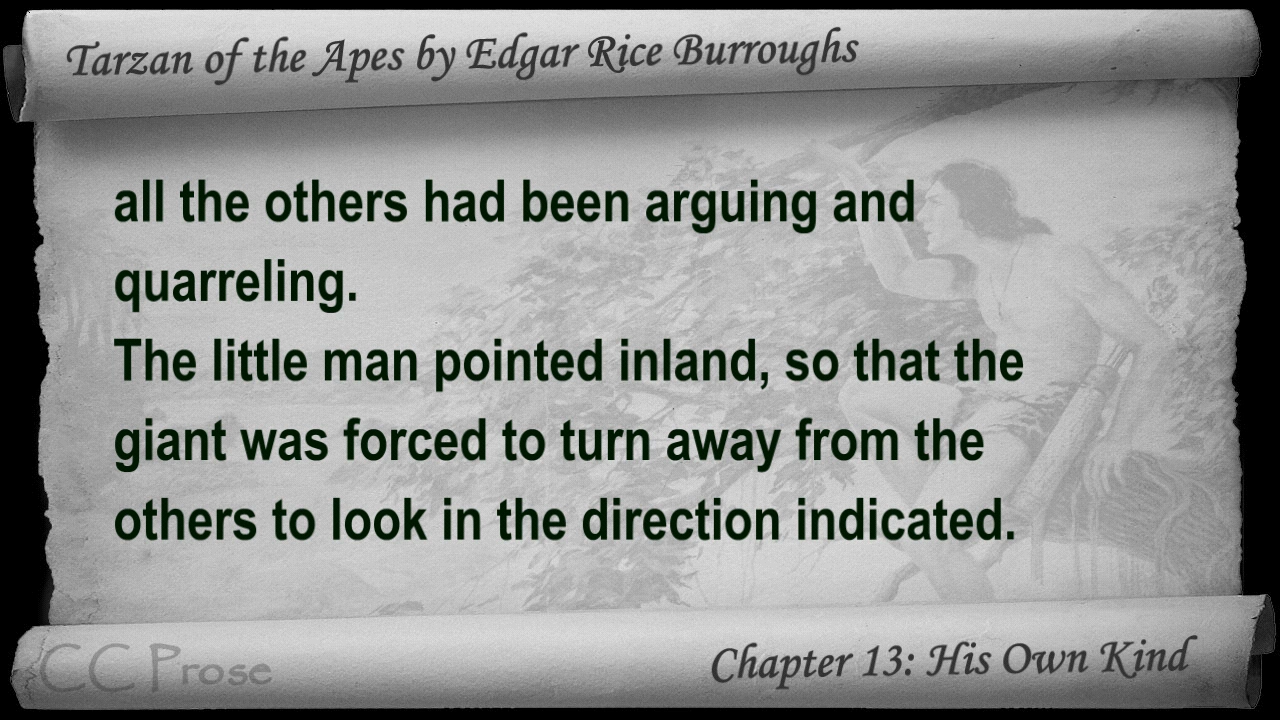 Tarzan of the Apes by Edgar Rice Burroughs
all the others had been arguing and
quarreling.
The little man pointed inland, so that the
giant was forced to turn away from the
others to look in the direction indicated.
CC Prose
Chapter 13: His Own Kind